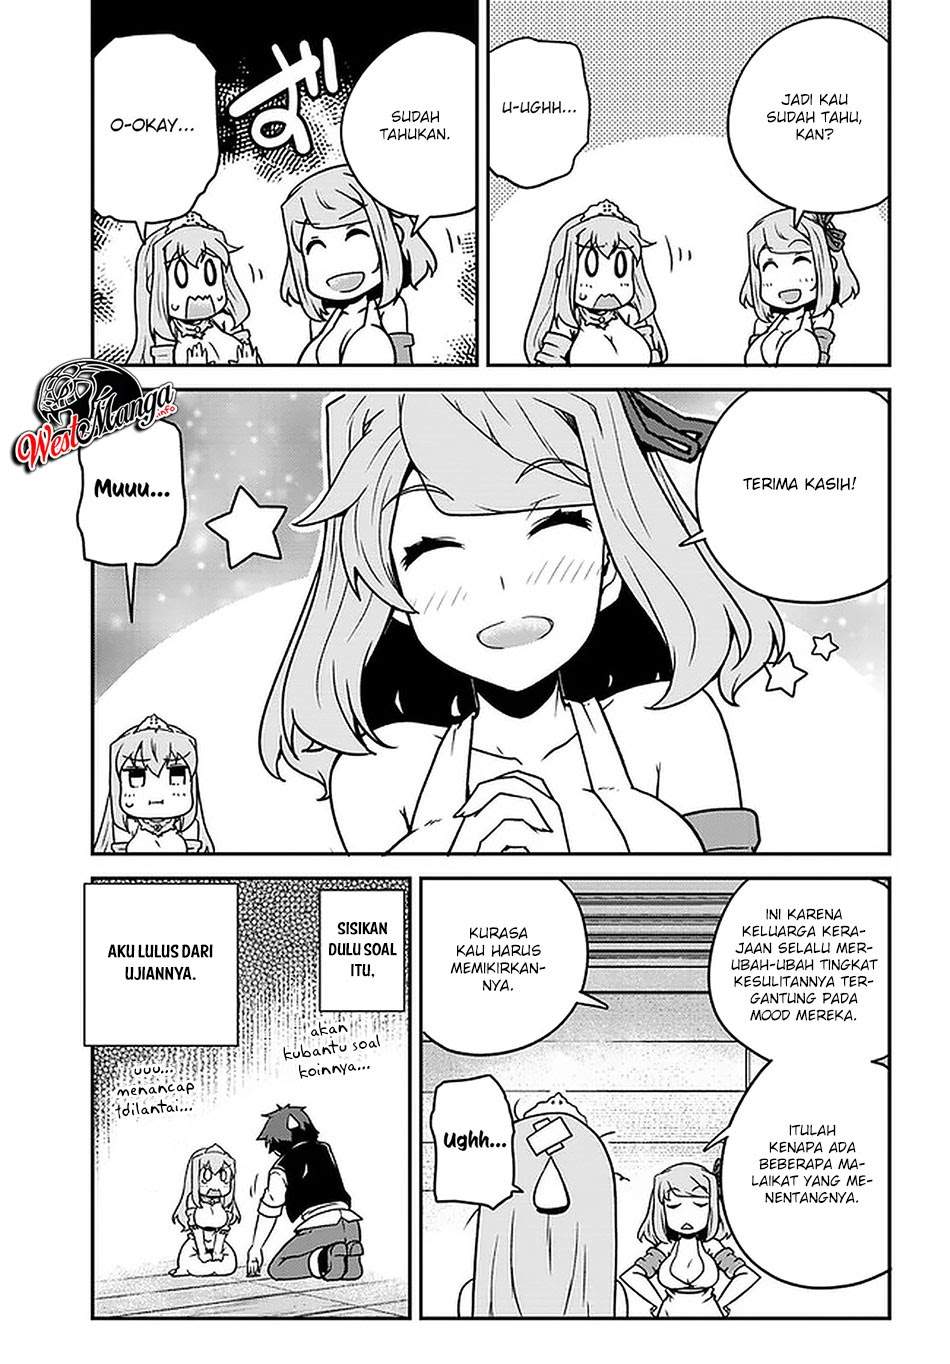 JADI KAU
SUDAH TAHU,
KAN?
U-UGHH...
SUDAH
TAHUKAN.
ず
O-OKAY...
TERIMA KASIH!
WestManga
.info
Muuu...
INI KARENA
KELUARGA KERA-
JAAN SELALU MER-
UBAH-UBAH TINGKAT
KESULITANNYA TER-
GANTUNG PADA
MOOD MEREKA.
KURASA
KAU HARUS
MEMIKIRKAN-
NYA.
ITULAH
KENAPA ADA
BEBERAPA MA-
LAIKAT YANG ME-
NENTANGNYA.
Ughh...
SISIKAN
DULU SOAL
ITU,
AKU LULUS DARI
UJIANNYA.
akan
kubantu soal
koinnya...
uuu...
menancap
tdilantai...